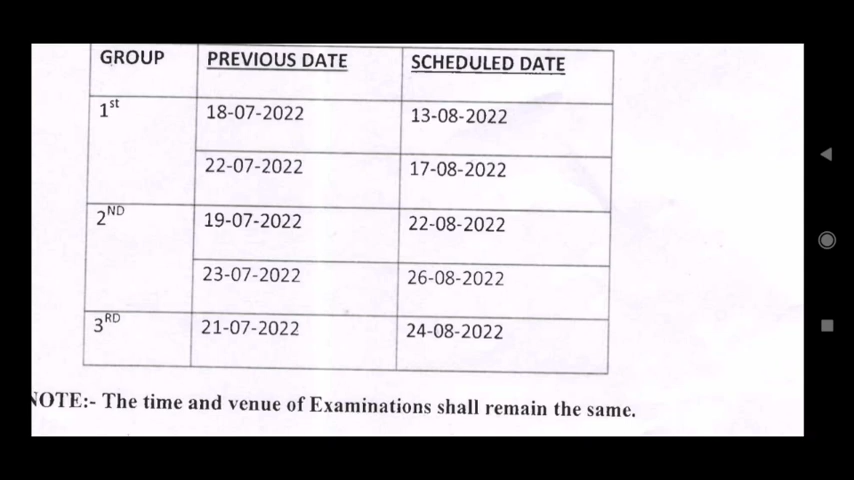 GROUP PREVIOUS DATE SCHEDULED DATE
1st 18-07-2022 13-08-2022
22-07-2022 17-08-2022
2ND 19-07-2022 22-08-2022
23-07-2022 26-08-2022
3RD 21-07-2022 24-08-2022
NOTE:- The time and venue of Examinations shall remain the same.